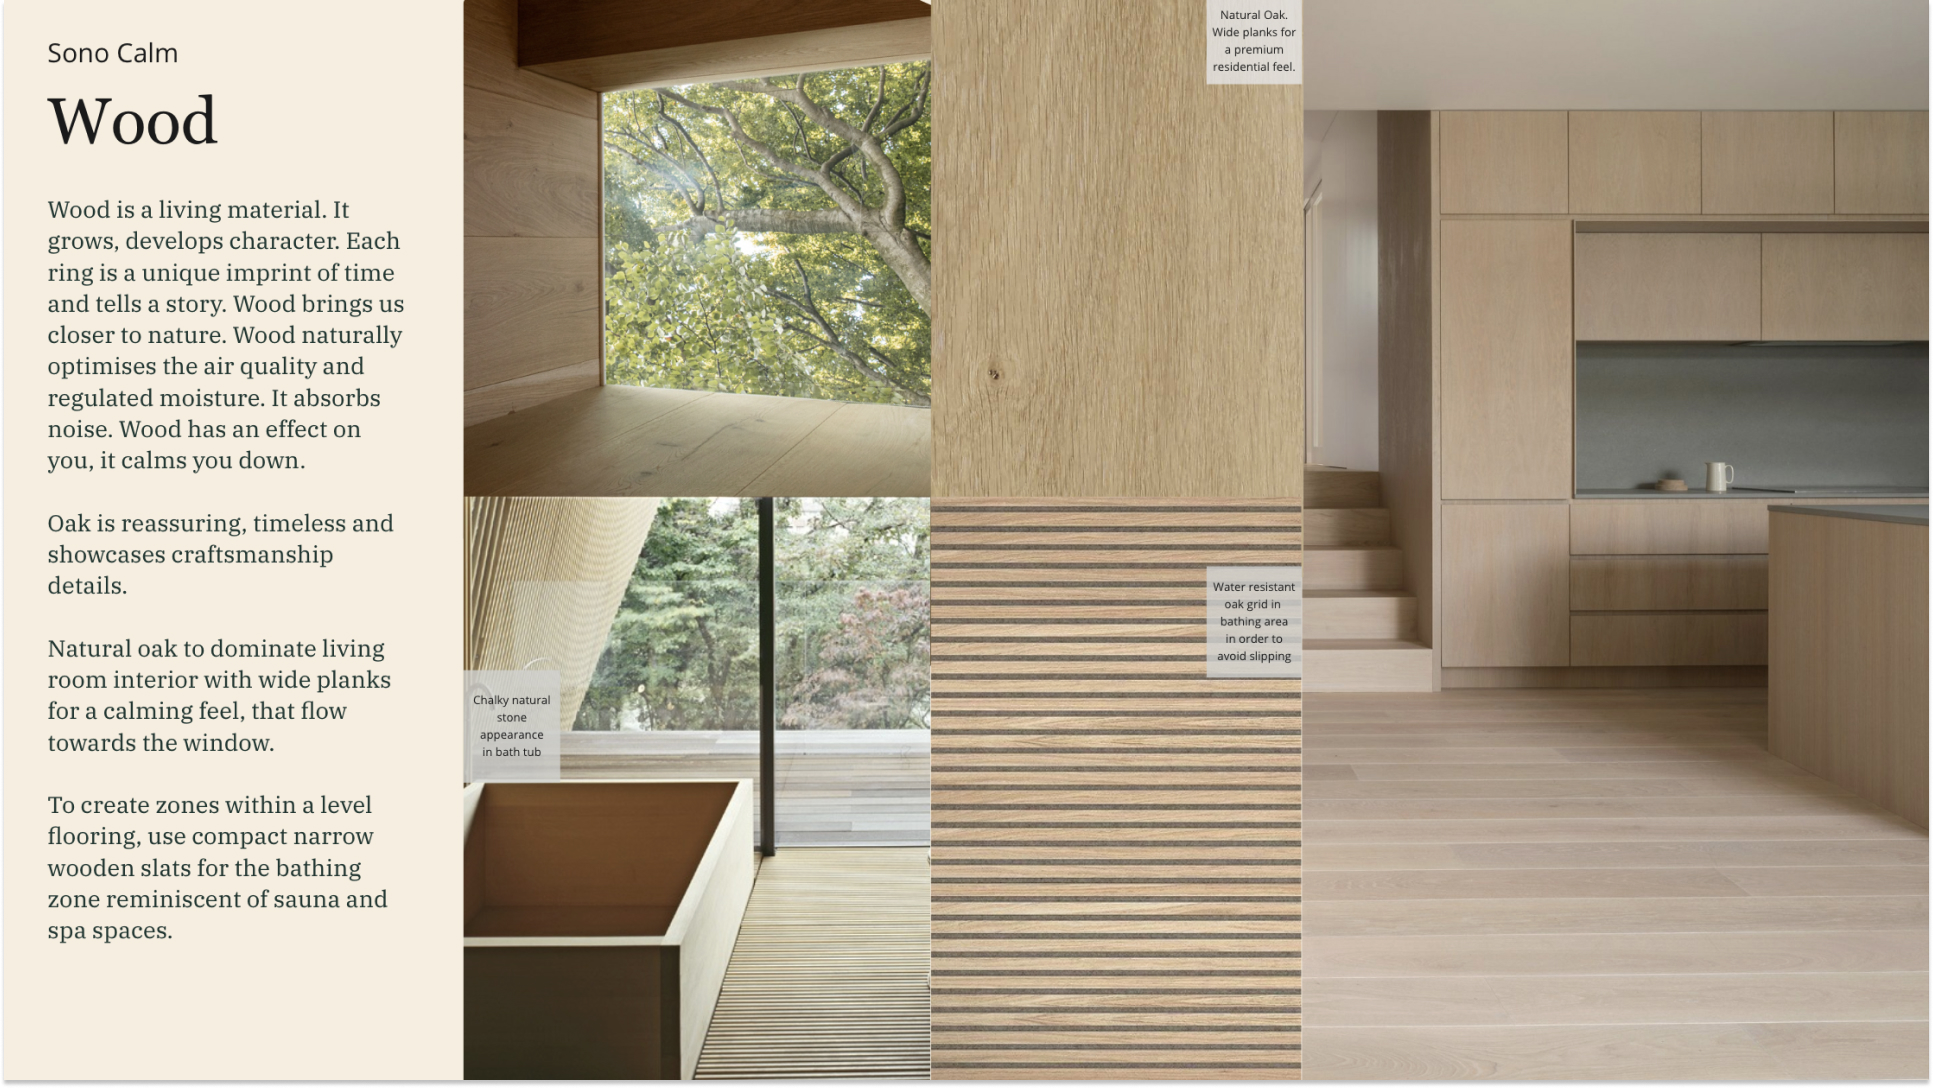 Sono Calm
Wood
Wood is a living material. It
grows, develops character. Each
ring is a unique imprint of time
and tells a story. Wood brings us
closer to nature. Wood naturally
optimises the air quality and
regulated moisture. It absorbs
noise. Wood has an effect on
you, it calms you down.
Oak is reassuring, timeless and
showcases craftsmanship
details.
Natural oak to dominate living
room interior with wide planks
for a calming feel, that flow
towards the window.
To create zones within a level
flooring, use compact narrow
wooden slats for the bathing
zone reminiscent of sauna and
spa spaces.
Chalky natural
stone
appearance
in bath tub
Natural Oak.
Wide planks for
a premium
residential feel.
Water resistant
oak grid in
bathing area
in order to
avoid slipping